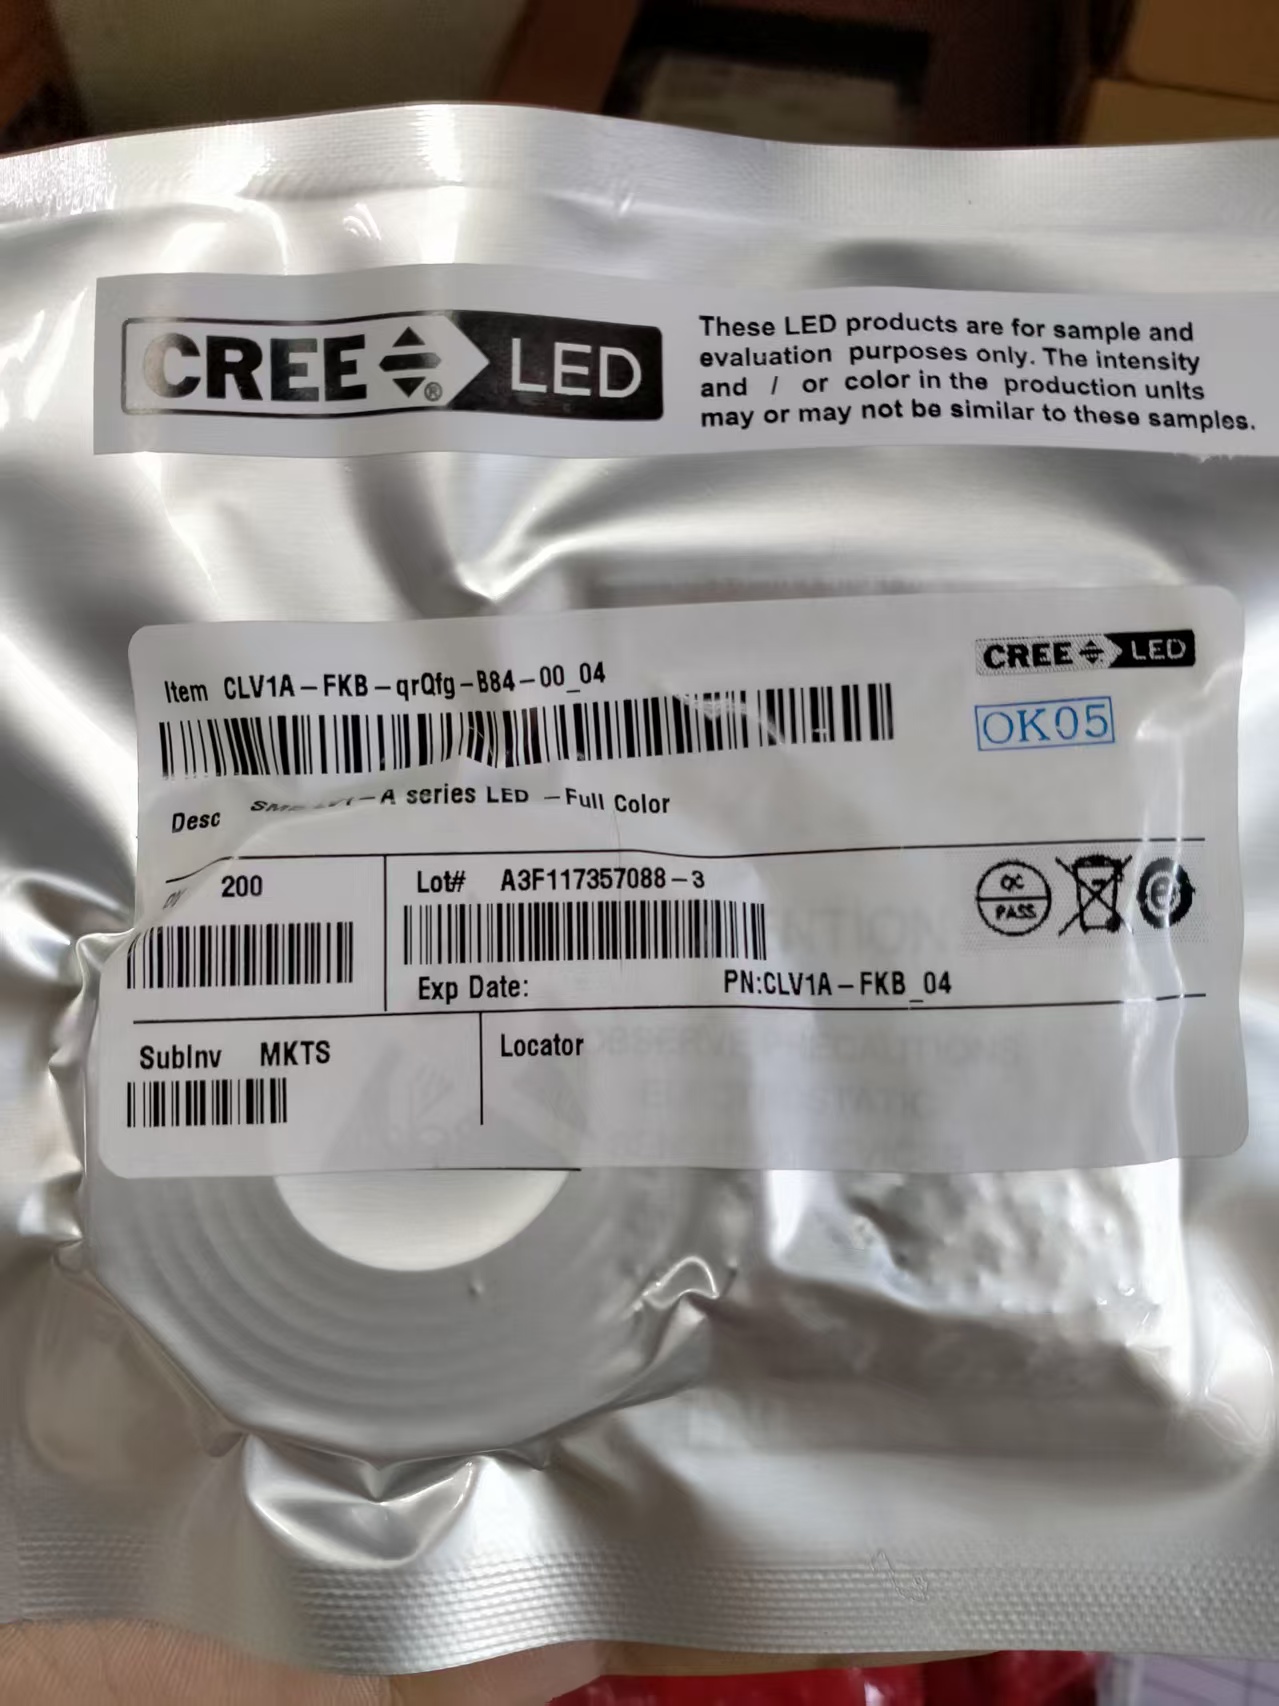 CREE LED
These LED products are for sample and
evaluation purposes only. The intensity
and / or color in the production units
may or may not be similar to these samples.
Item CLV1A-FKB-qrQfg-B84-00_04
CREE LED
OK05
Desc -A series LED -Full Color
200
Lot# A3F117357088-3
QC
PASS
e
Exp Date: PN:CLV1A-FKB_04
SubInv MKTS
Locator